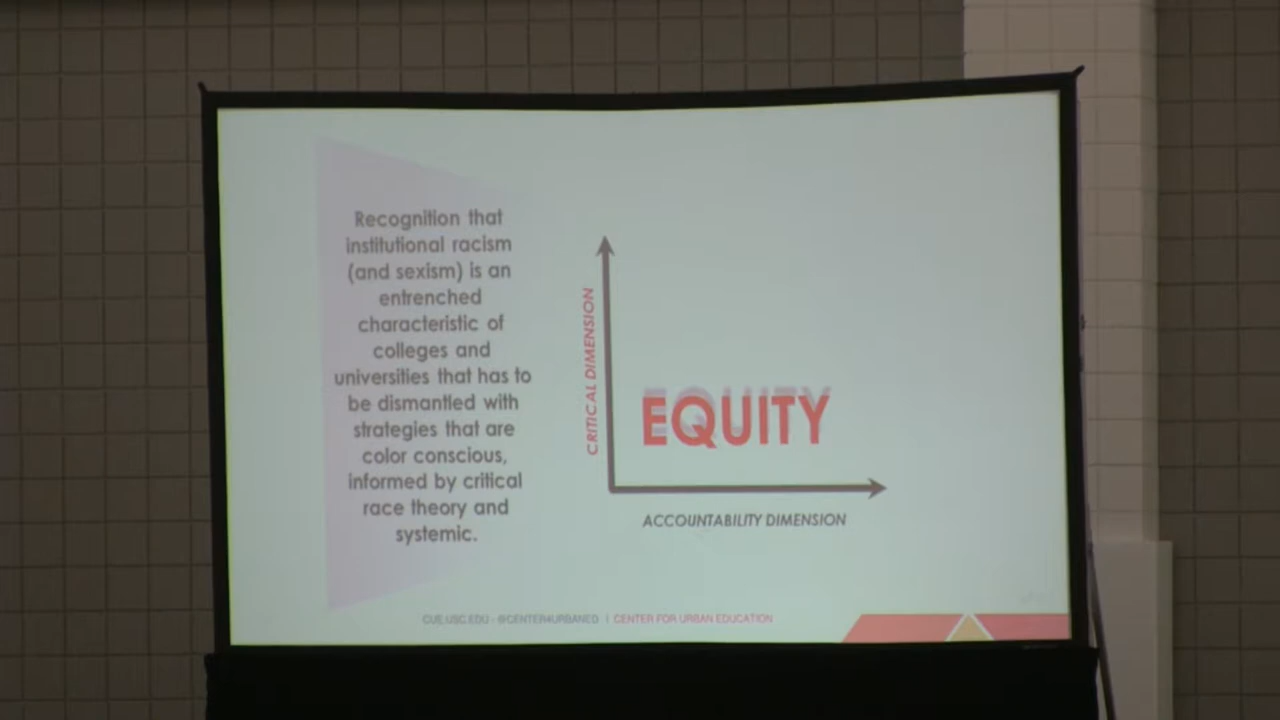 Recognition that
institutional racism
(and sexism) is an
entrenched
characteristic of
colleges and
universities that has to
be dismantled with
strategies that are
color conscious,
informed by critical
race theory and
systemic.
CRITICAL DIMENSION
EQUITY
ACCOUNTABILITY DIMENSION
CUE.USC.EDU - @CENTER4URBANED | CENTER FOR URBAN EDUCATION